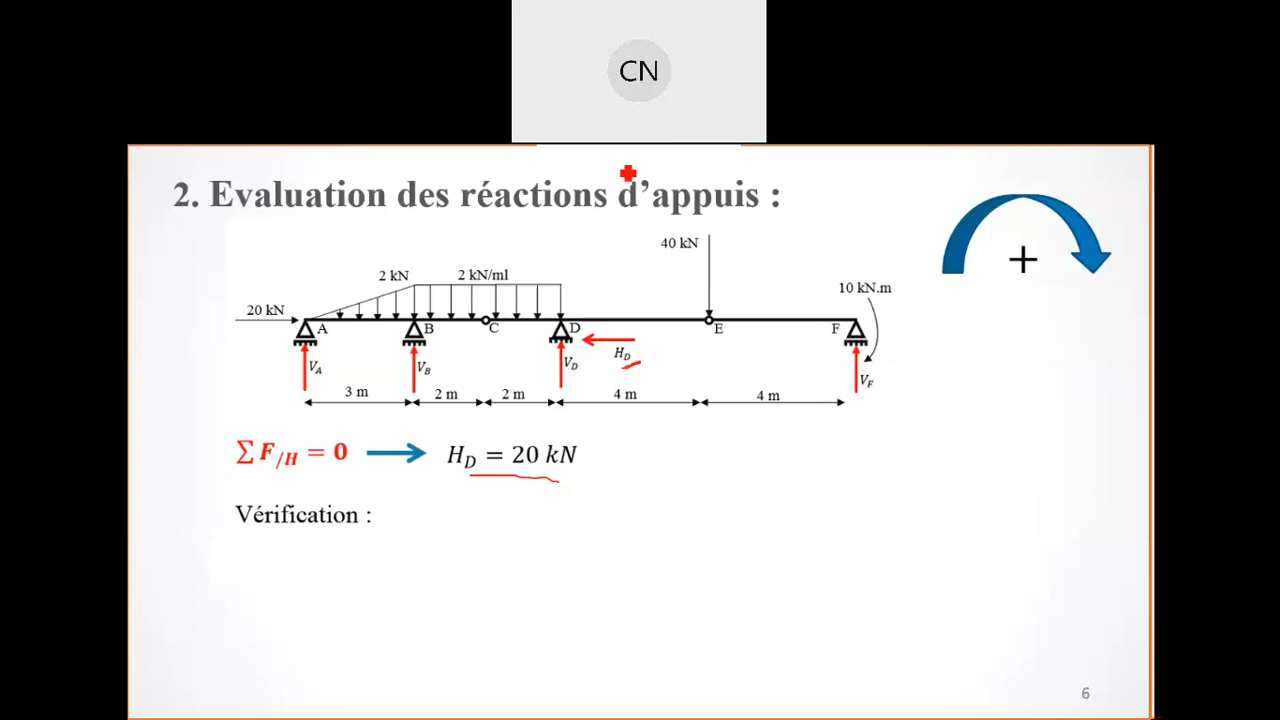 CN
2. Evaluation des réactions d’appuis :
40 kN
2 kN 2 kN/ml
10 kN.m
+
20 kN
A B C D E F
H_D
V_A V_B V_D V_F
3 m 2 m 2 m 4 m 4 m
∑F/H = 0 → H_D = 20 kN
Vérification :
6